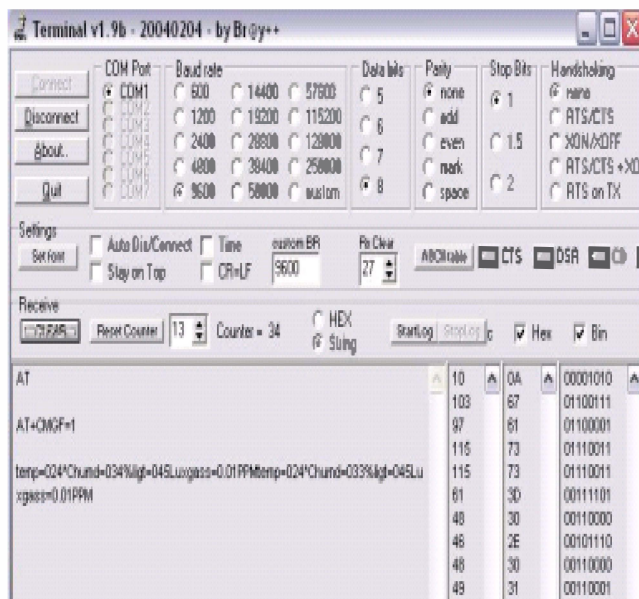 Terminal v1.9b - 20040204 - by Br@y++
Connect
Disconnect
About..
Quit
COM Port
COM1
COM2
COM3
COM4
COM5
COM6
Baud rate
600 14400 57600
1200 19200 115200
2400 28800 128000
4800 38400 256000
9600 56000 custom
Data bits
5
6
7
8
Parity
none
odd
even
mark
space
Stop Bits
1
1.5
2
Handshaking
none
RTS/CTS
XON/XOFF
RTS/CTS +XO
RTS on TX
Settings
Set font
Auto Dis/Connect Time
Stay on Top CR=LF
custom BR
9600
Rx Clear
27
ASCII table
CTS DSR CD
Receive
CLEAR
Reset Counter
13
Counter = 34
HEX
String
StartLog StopLog
Hex Bin
AT
AT+CMGF=1
temp=024*Chumd=034%ligt=045Luxgass=0.01PPMtemp=024*Chumd=033%ligt=045Lu
xgass=0.01PPM
10 0A 00001010
103 67 01100111
97 61 01100001
115 73 01110011
115 73 01110011
61 3D 00111101
48 30 00110000
46 2E 00101110
48 30 00110000
49 31 00110001